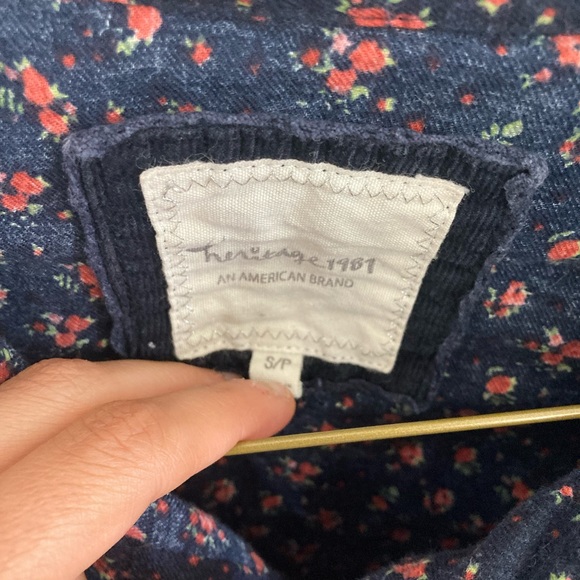 heritage 1981
AN AMERICAN BRAND
S/P